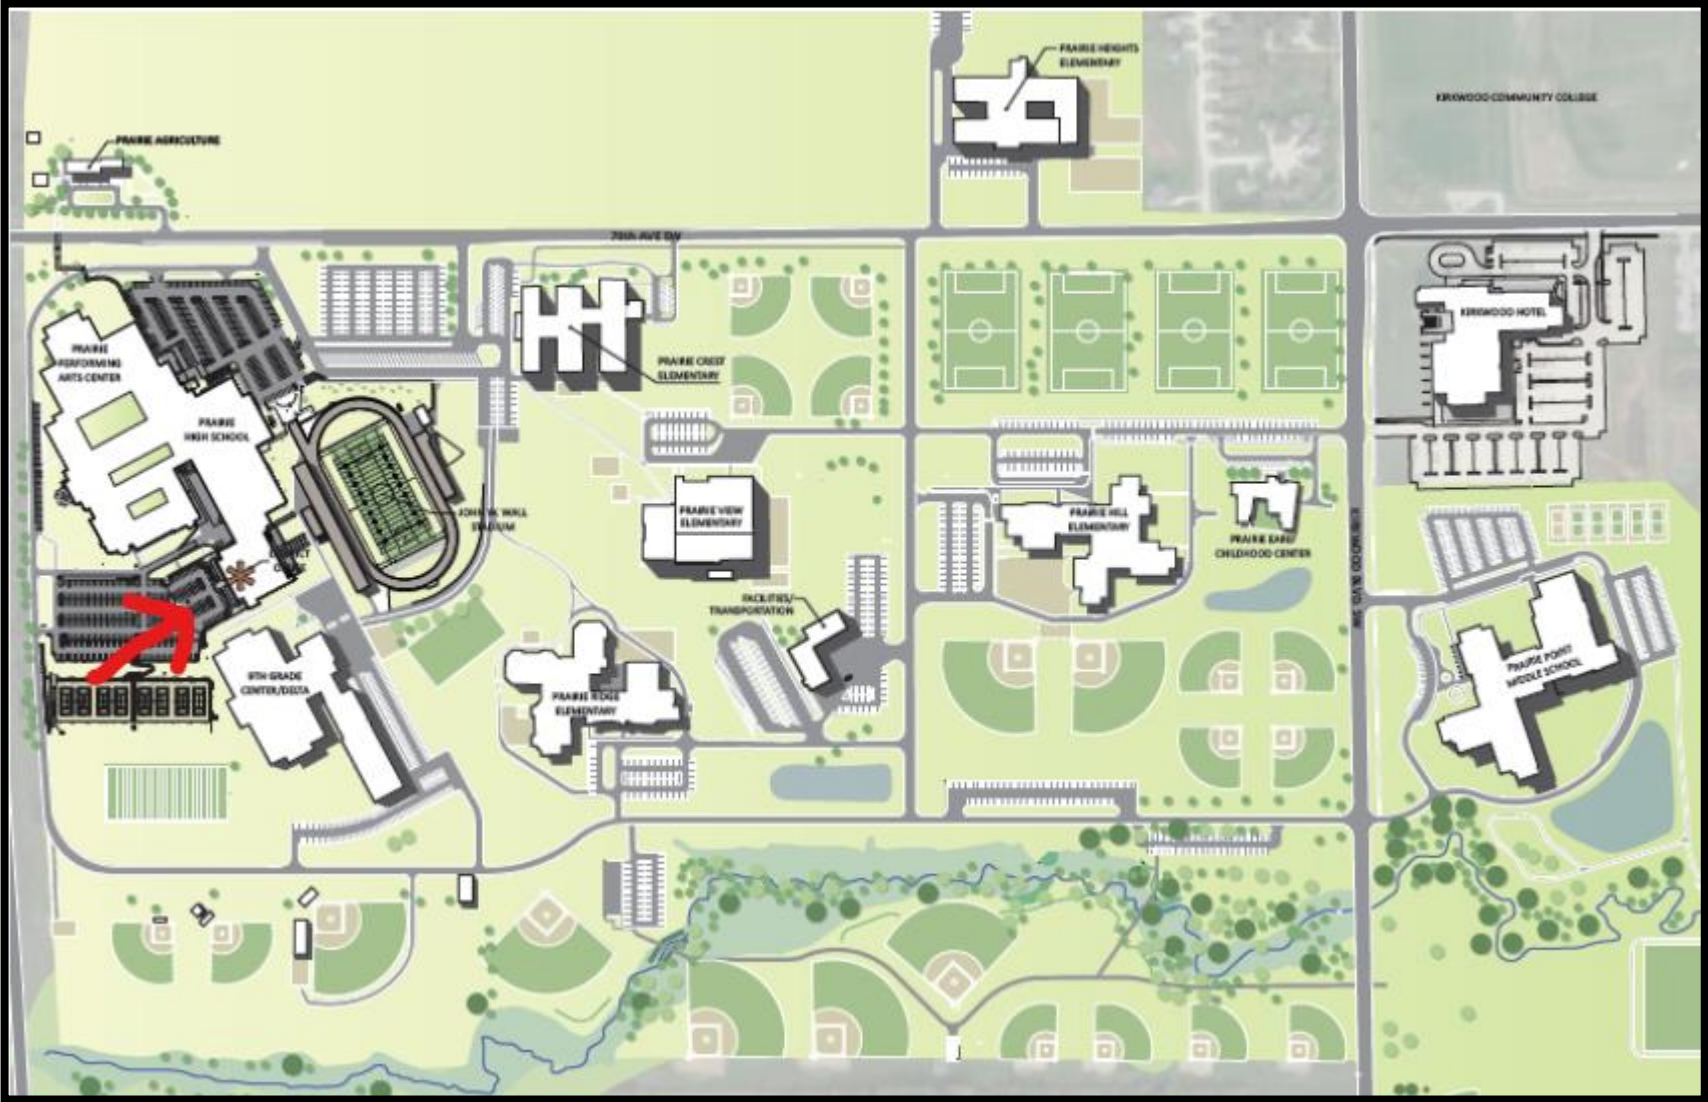 PRAIRIE HEIGHTS
ELEMENTARY
KIRKWOOD COMMUNITY COLLEGE
PRAIRIE AGRICULTURE
76th AVE SW
PRAIRIE
PERFORMING
ARTS CENTER
PRAIRIE
HIGH SCHOOL
PRAIRIE CREST
ELEMENTARY
KIRKWOOD HOTEL
JOHN W. WALL
STADIUM
PRAIRIE VIEW
ELEMENTARY
PRAIRIE HILL
ELEMENTARY
PRAIRIE EARLY
CHILDHOOD CENTER
KIRKWOOD BLVD. SW
FACILITIES/
TRANSPORTATION
9TH GRADE
CENTER/DELTA
PRAIRIE RIDGE
ELEMENTARY
PRAIRIE POINT
MIDDLE SCHOOL